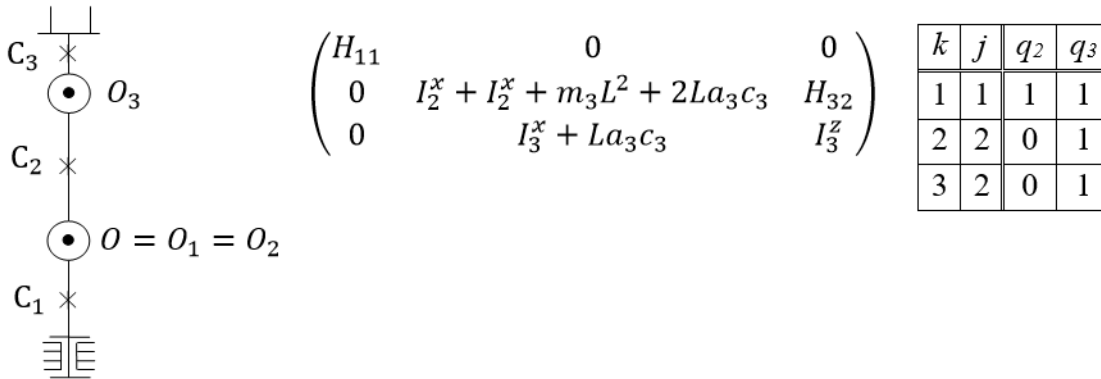 C₃
O₃
C₂
O = O₁ = O₂
C₁
H₁₁ 0 0
0 I₂ˣ + I₂ˣ + m₃L² + 2La₃c₃ H₃₂
0 I₃ˣ + La₃c₃ I₃ᶻ
k j q₂ q₃
1 1 1 1
2 2 0 1
3 2 0 1